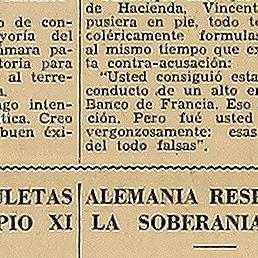 o de con-
yoría del
ámara pa-
toria para
al terre-
a.
ago inten-
ítica. Creo
buen éxi-
de Hacienda, Vincent
pusiera en pie, todo te
coléricamente formulas
al mismo tiempo que ex
ta contra-acusación:
"Usted consiguió esta
conducto de un alto en
Banco de Francia. Eso
ción. Pero fué usted
vergonzosamente: esas
del todo falsas".
ULETAS
PIO XI
ALEMANIA RESP
LA SOBERANIA